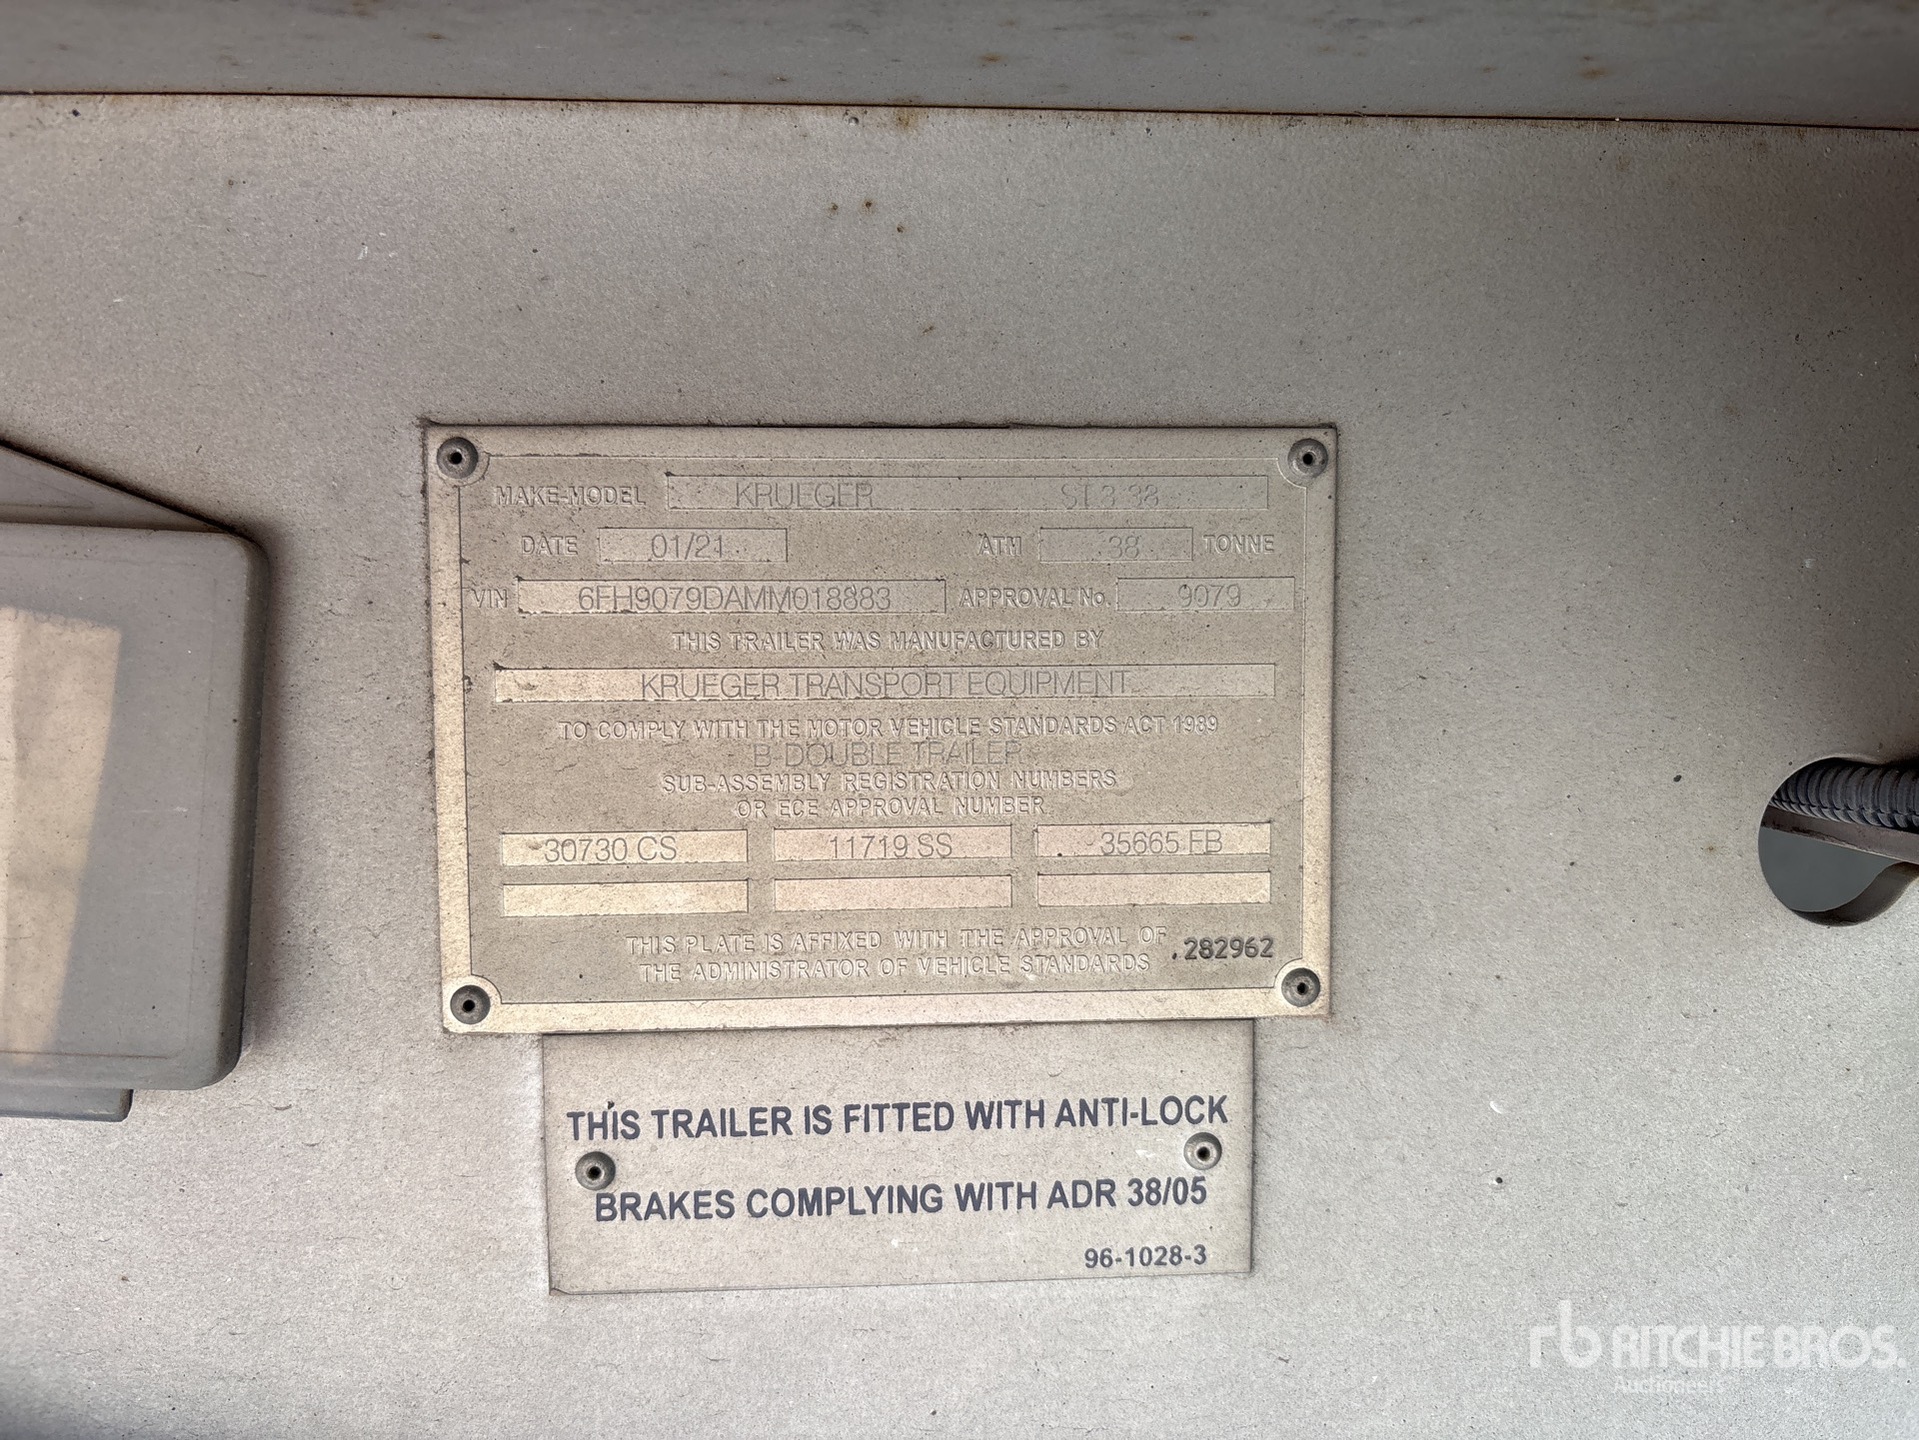 MAKE-MODEL KRUEGER ST 3 38
DATE 01/21 ATM 38 TONNE
VIN 6FH9079DAMM018883 APPROVAL No. 9079
THIS TRAILER WAS MANUFACTURED BY
KRUEGER TRANSPORT EQUIPMENT
TO COMPLY WITH THE MOTOR VEHICLE STANDARDS ACT 1989
B-DOUBLE TRAILER
SUB-ASSEMBLY REGISTRATION NUMBERS
OR ECE APPROVAL NUMBER
30730 CS 11719 SS 35665 FB
THIS PLATE IS AFFIXED WITH THE APPROVAL OF
THE ADMINISTRATOR OF VEHICLE STANDARDS
.282962
THIS TRAILER IS FITTED WITH ANTI-LOCK
BRAKES COMPLYING WITH ADR 38/05
96-1028-3
rb RITCHIE BROS.
Auctioneers